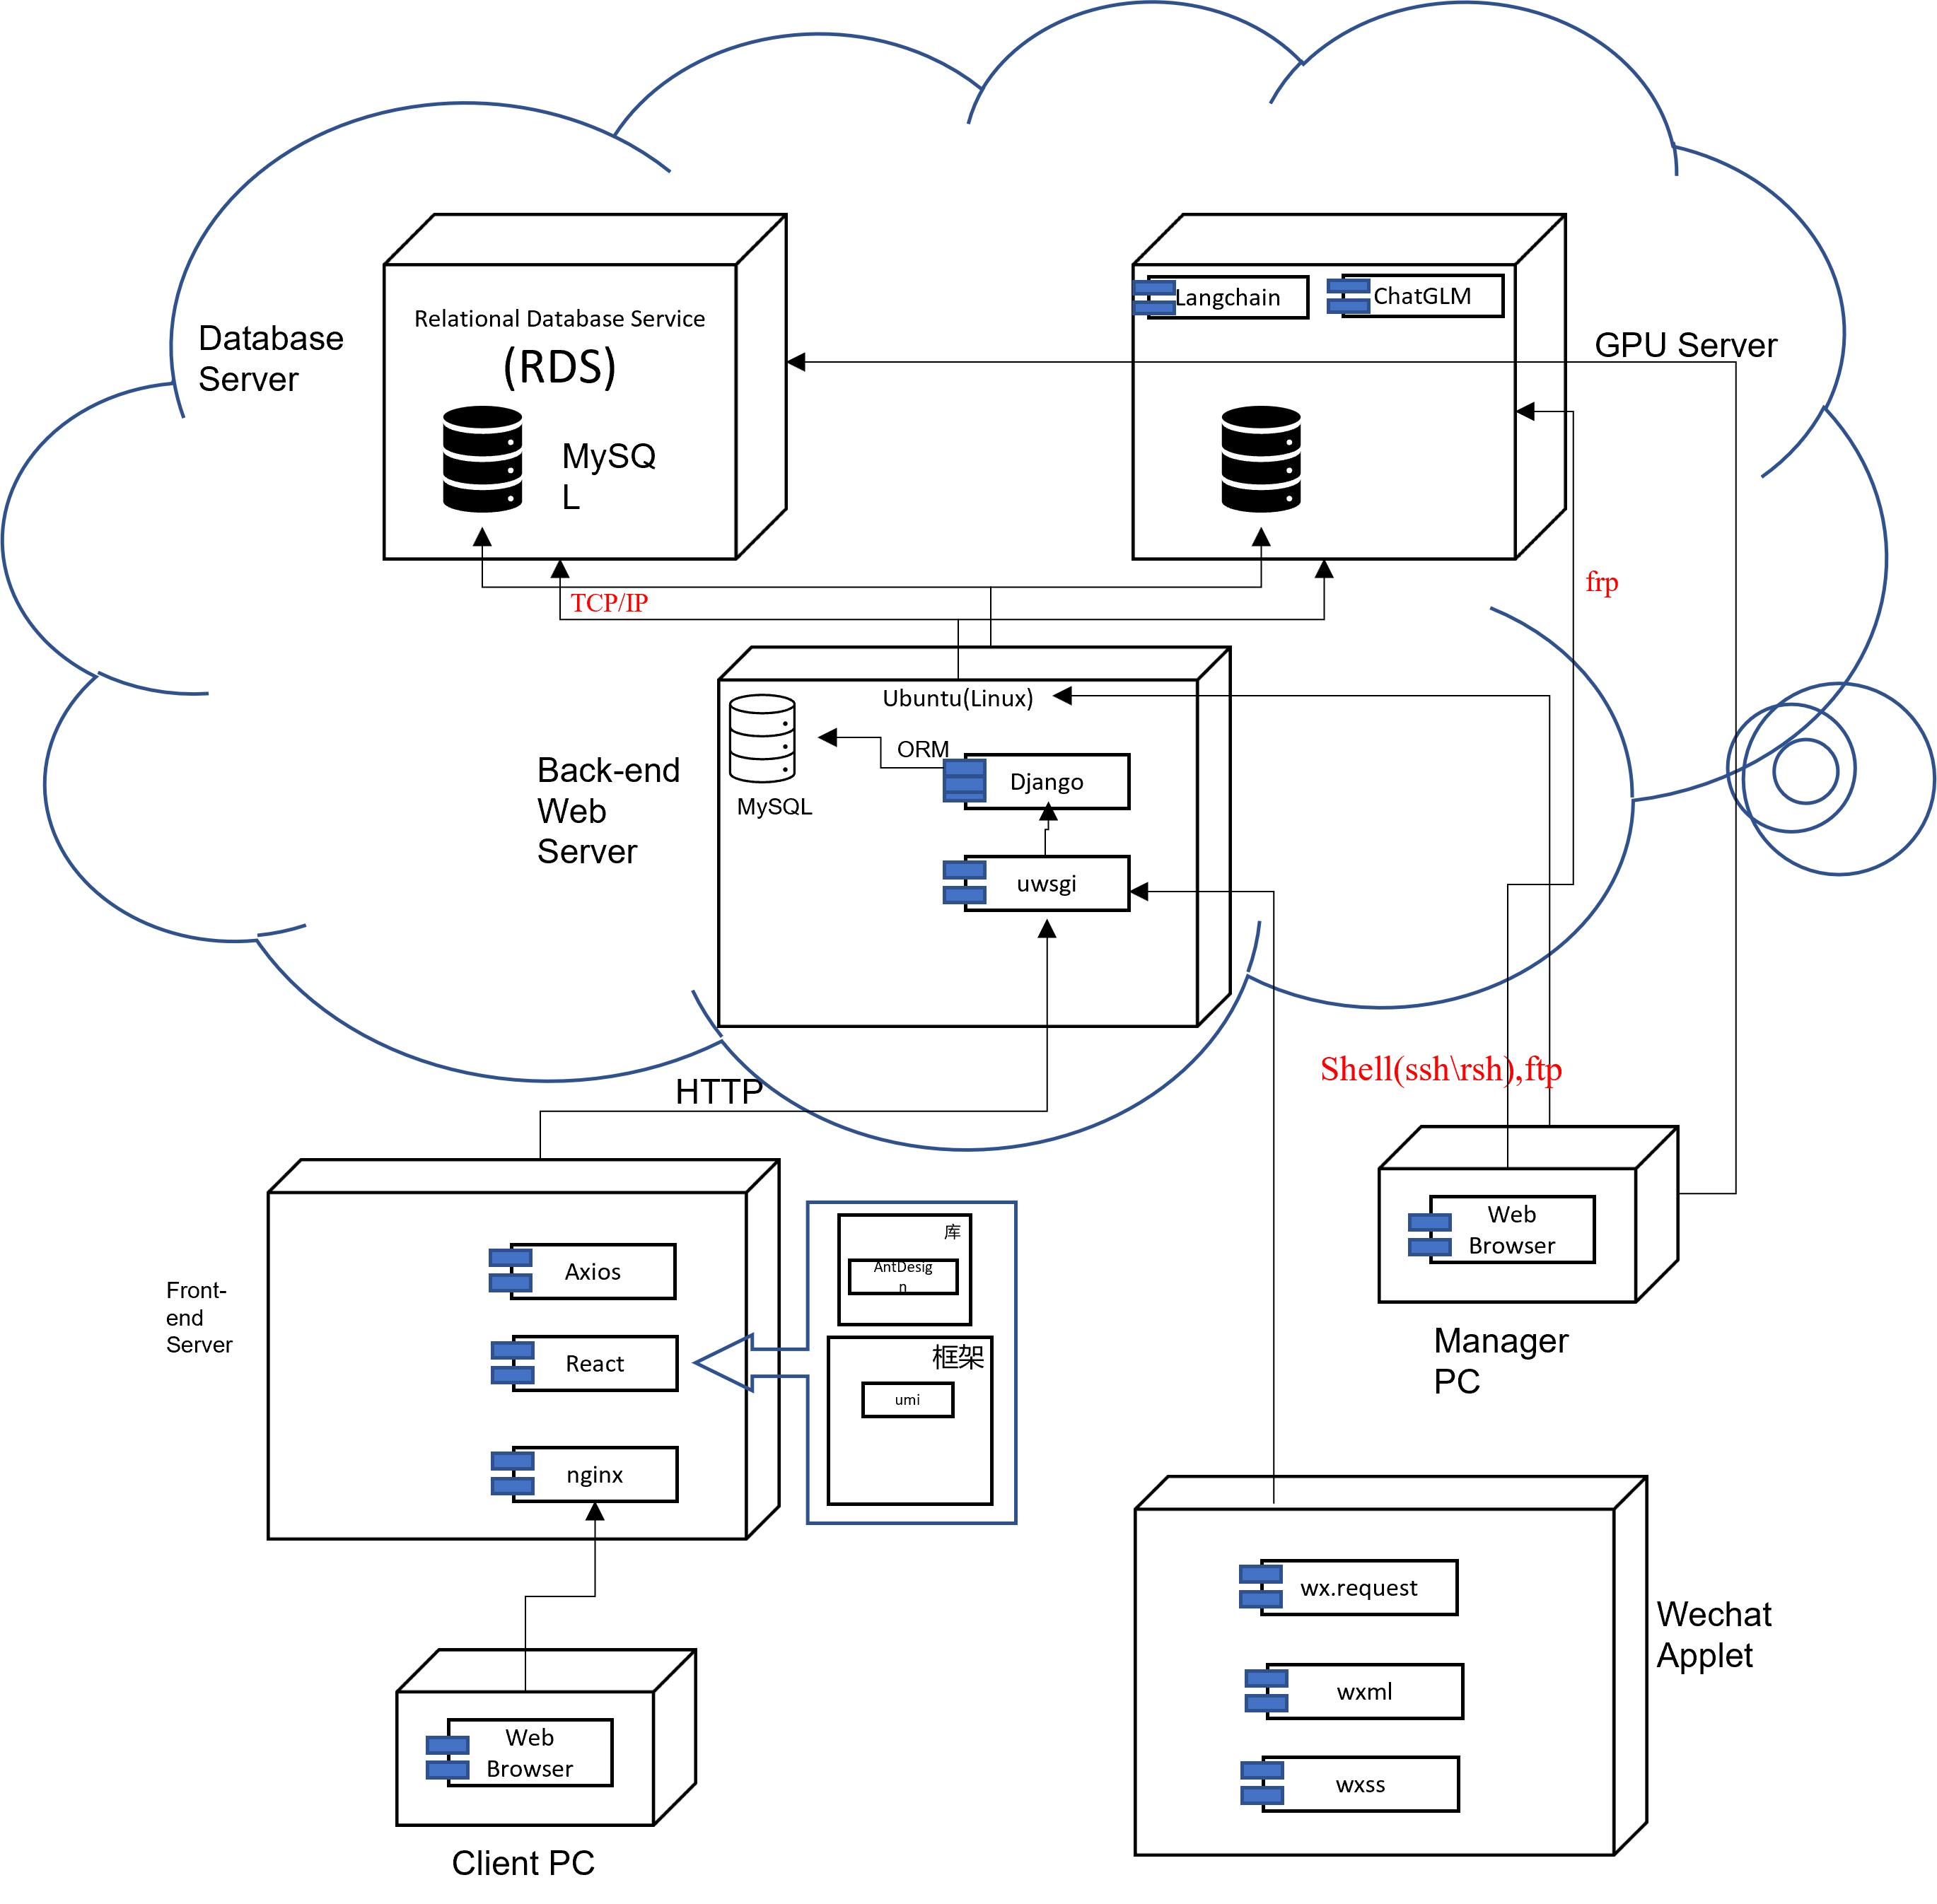 Langchain
ChatGLM
Relational Database Service
(RDS)
Database
Server
GPU Server
MySQ
L
frp
TCP/IP
Ubuntu(Linux)
ORM
Django
MySQL
Back-end
Web
Server
uwsgi
Shell(ssh\rsh),ftp
HTTP
Web
Browser
Manager
PC
Front-
end
Server
Axios
React
nginx
库
AntDesig
n
框架
umi
wx.request
wxml
wxss
Wechat
Applet
Web
Browser
Client PC